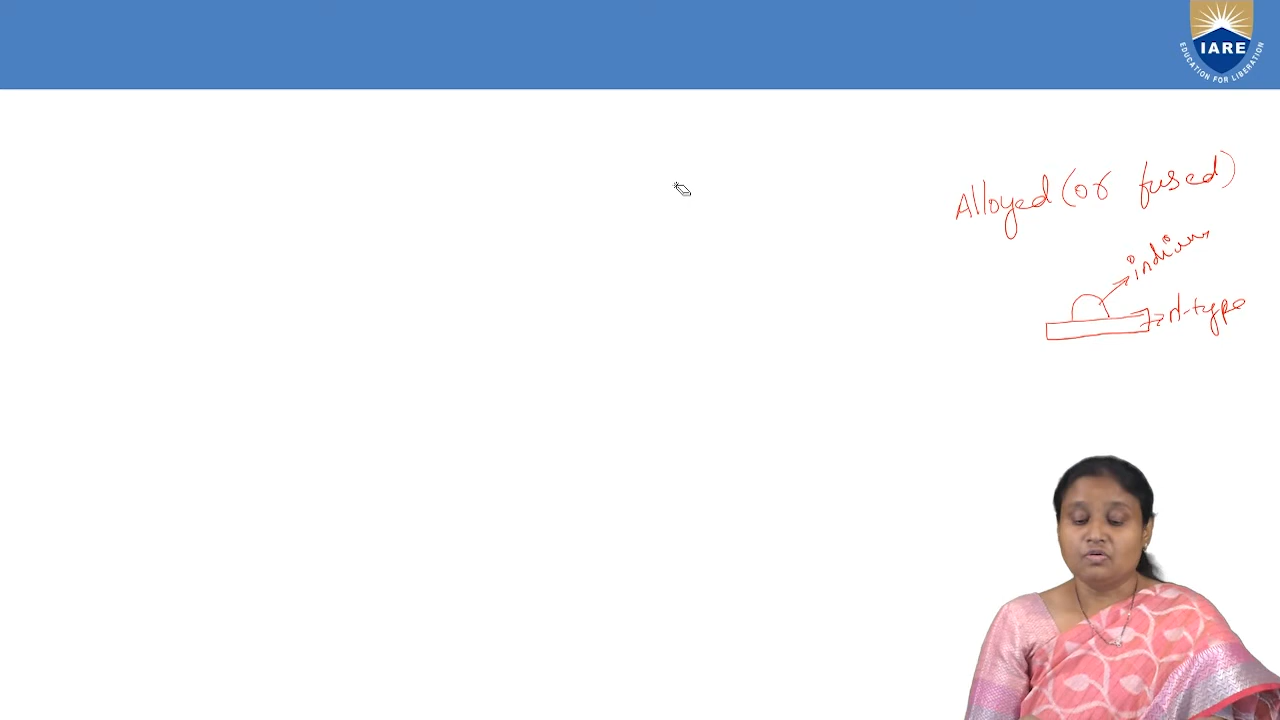 IARE
EDUCATION FOR LIBERATION
Alloyed (or fused)
indium
N-type